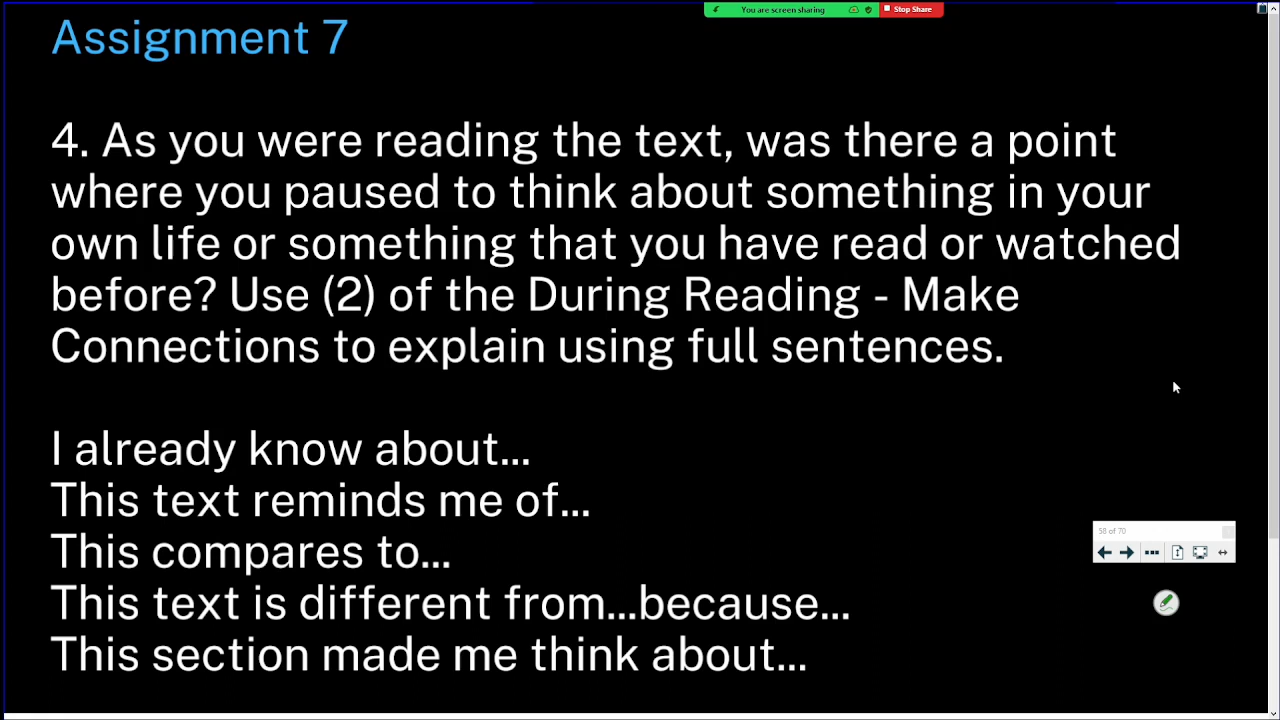 You are screen sharing
Stop Share
Assignment 7
4. As you were reading the text, was there a point
where you paused to think about something in your
own life or something that you have read or watched
before? Use (2) of the During Reading - Make
Connections to explain using full sentences.
I already know about...
This text reminds me of...
This compares to...
This text is different from...because...
This section made me think about...
58 of 70